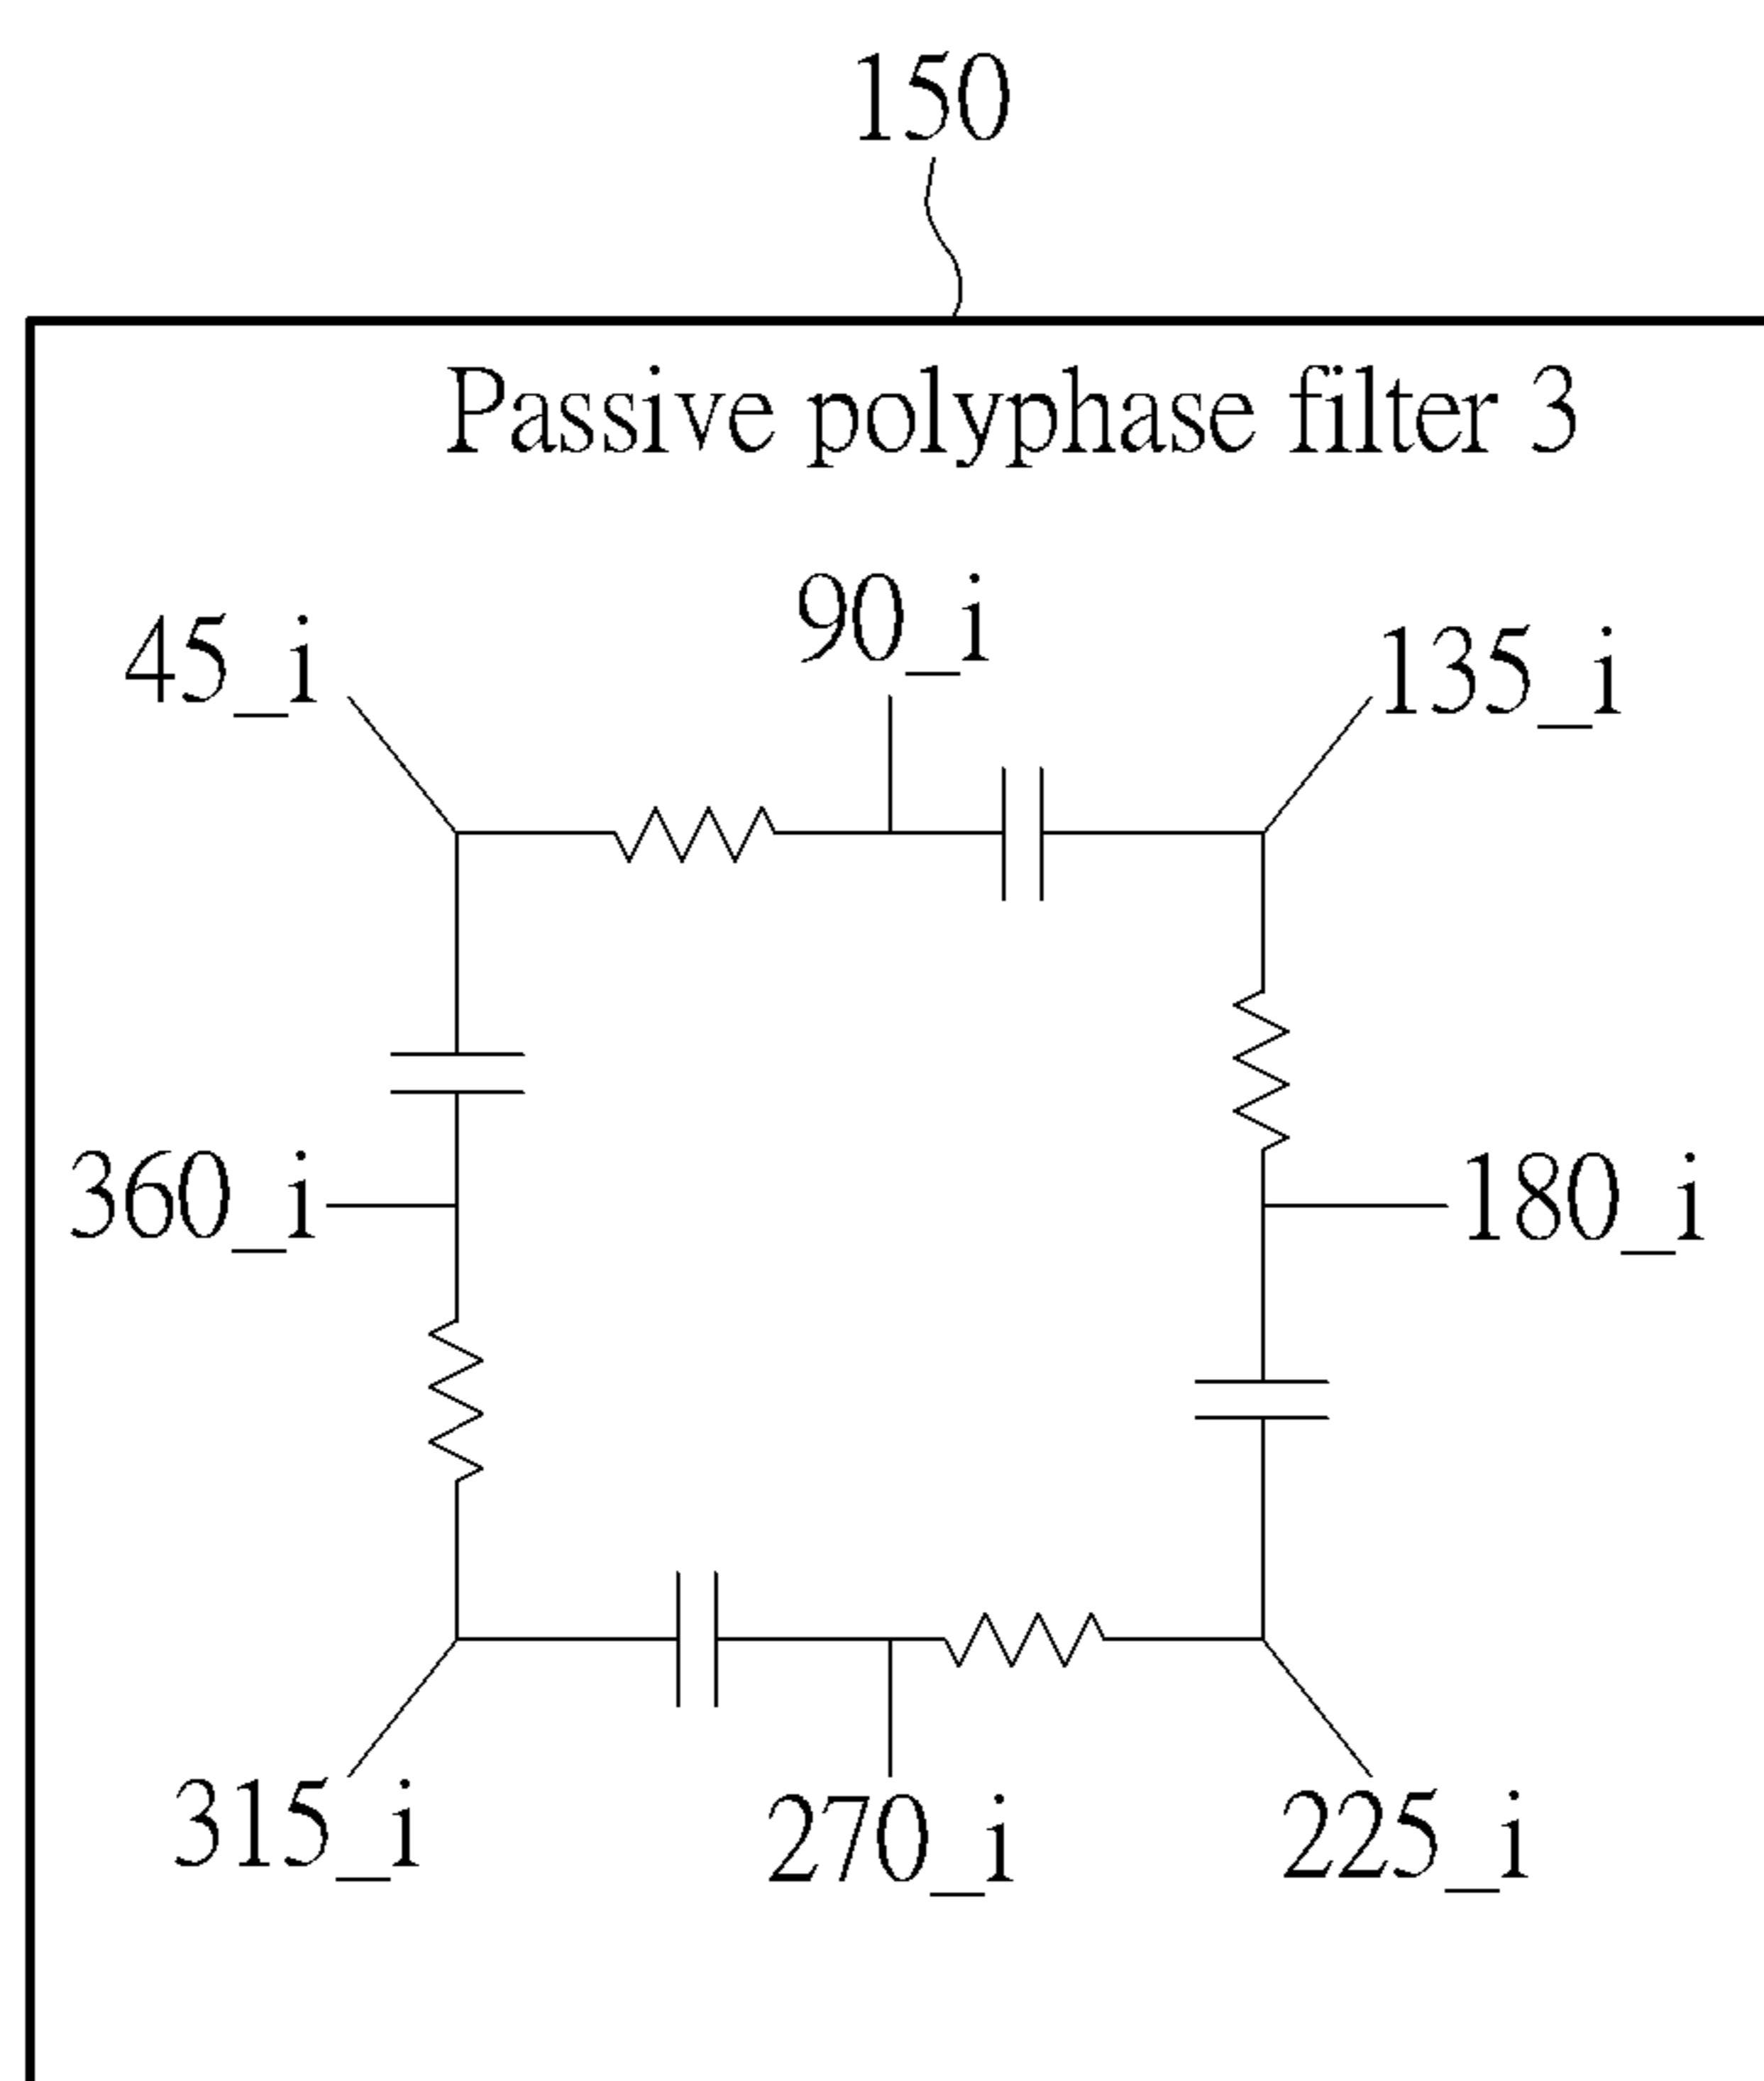 150
Passive polyphase filter 3
90_i
45_i
135_i
360_i
180_i
315_i
270_i
225_i